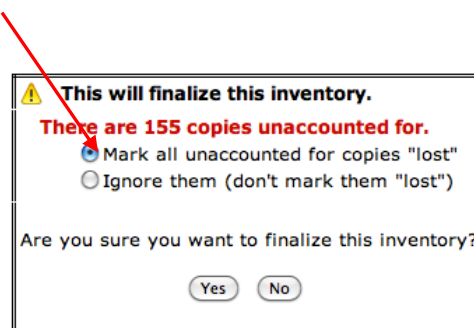 This will finalize this inventory.
There are 155 copies unaccounted for.
Mark all unaccounted for copies "lost"
Ignore them (don't mark them "lost")
Are you sure you want to finalize this inventory?
Yes No